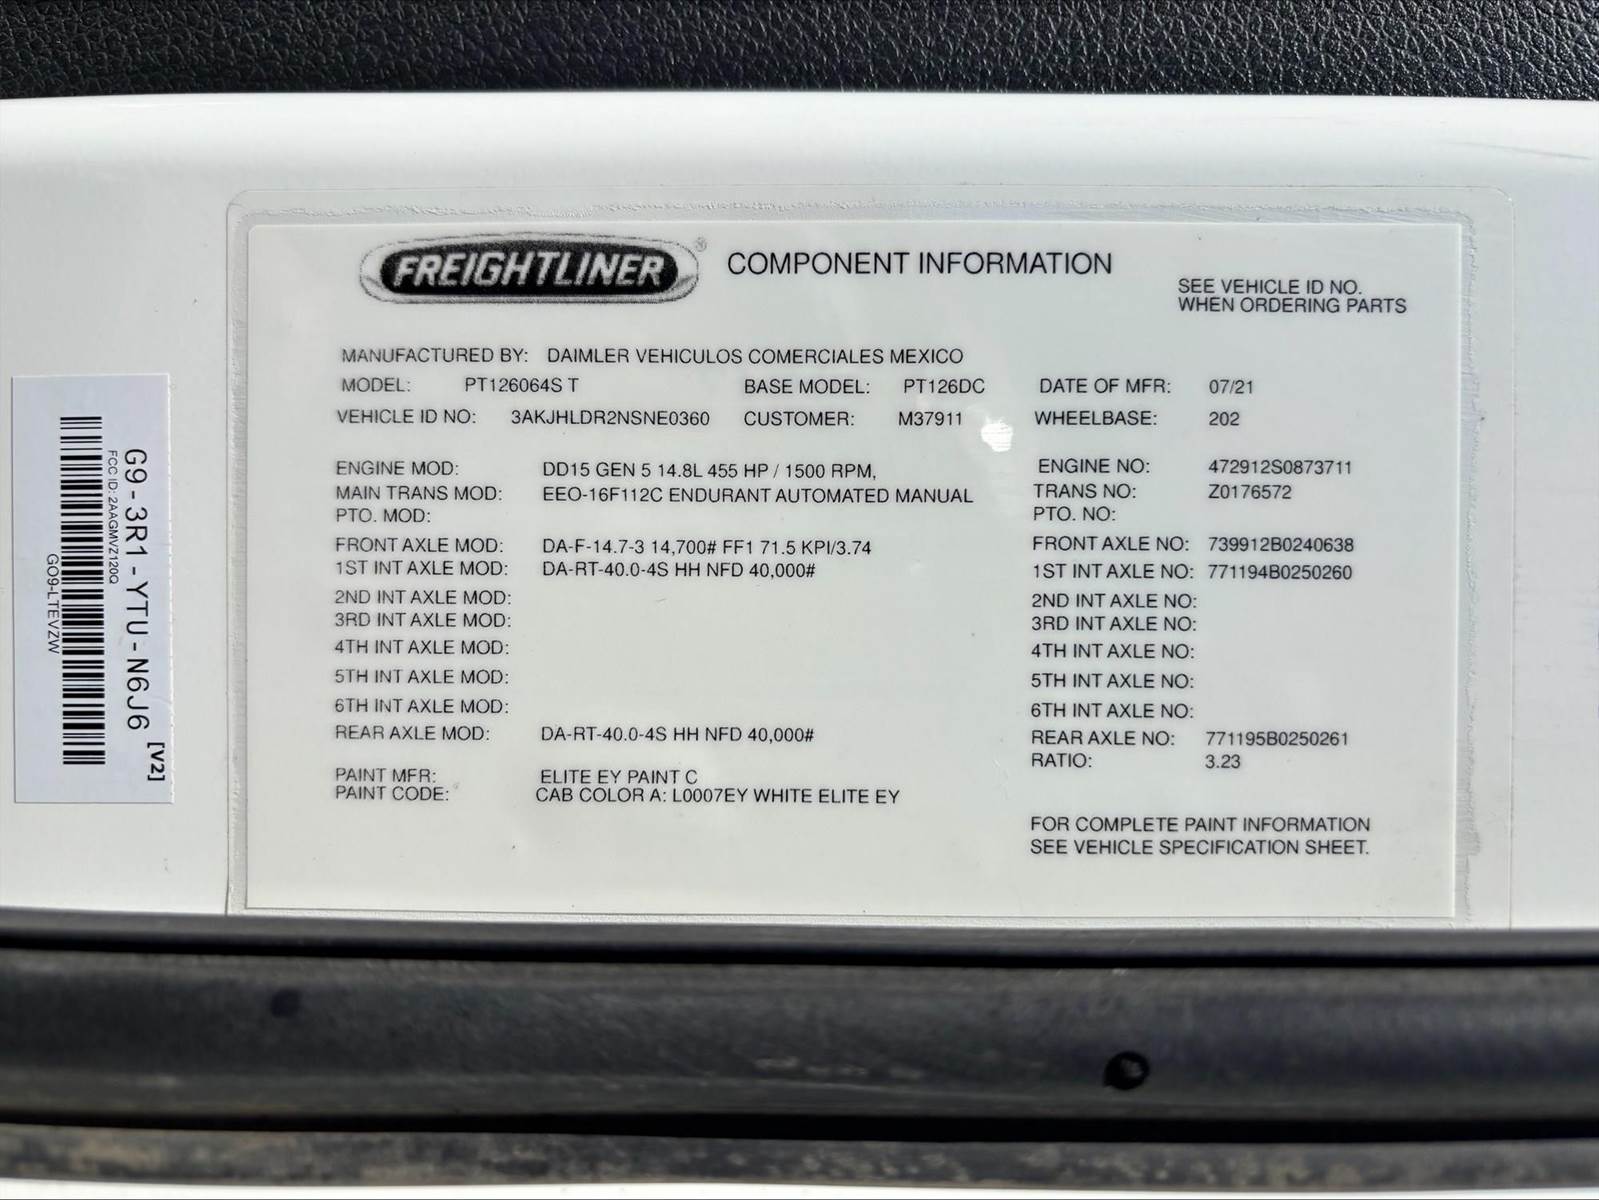 FREIGHTLINER® COMPONENT INFORMATION
SEE VEHICLE ID NO.
WHEN ORDERING PARTS
MANUFACTURED BY: DAIMLER VEHICULOS COMERCIALES MEXICO
MODEL: PT126064S T BASE MODEL: PT126DC DATE OF MFR: 07/21
VEHICLE ID NO: 3AKJHLDR2NSNE0360 CUSTOMER: M37911 WHEELBASE: 202
ENGINE MOD: DD15 GEN 5 14.8L 455 HP / 1500 RPM, ENGINE NO: 472912S0873711
MAIN TRANS MOD: EEO-16F112C ENDURANT AUTOMATED MANUAL TRANS NO: Z0176572
PTO. MOD: PTO. NO:
FRONT AXLE MOD: DA-F-14.7-3 14,700# FF1 71.5 KPI/3.74 FRONT AXLE NO: 739912B0240638
1ST INT AXLE MOD: DA-RT-40.0-4S HH NFD 40,000# 1ST INT AXLE NO: 771194B0250260
2ND INT AXLE MOD: 2ND INT AXLE NO:
3RD INT AXLE MOD: 3RD INT AXLE NO:
4TH INT AXLE MOD: 4TH INT AXLE NO:
5TH INT AXLE MOD: 5TH INT AXLE NO:
6TH INT AXLE MOD: 6TH INT AXLE NO:
REAR AXLE MOD: DA-RT-40.0-4S HH NFD 40,000# REAR AXLE NO: 771195B0250261
RATIO: 3.23
PAINT MFR: ELITE EY PAINT C
PAINT CODE: CAB COLOR A: L0007EY WHITE ELITE EY
FOR COMPLETE PAINT INFORMATION
SEE VEHICLE SPECIFICATION SHEET.
G9-3R1-YTU-N6J6 [V2]
FCC ID: 2AAGMVZ120Q
GO9-LTEVZW